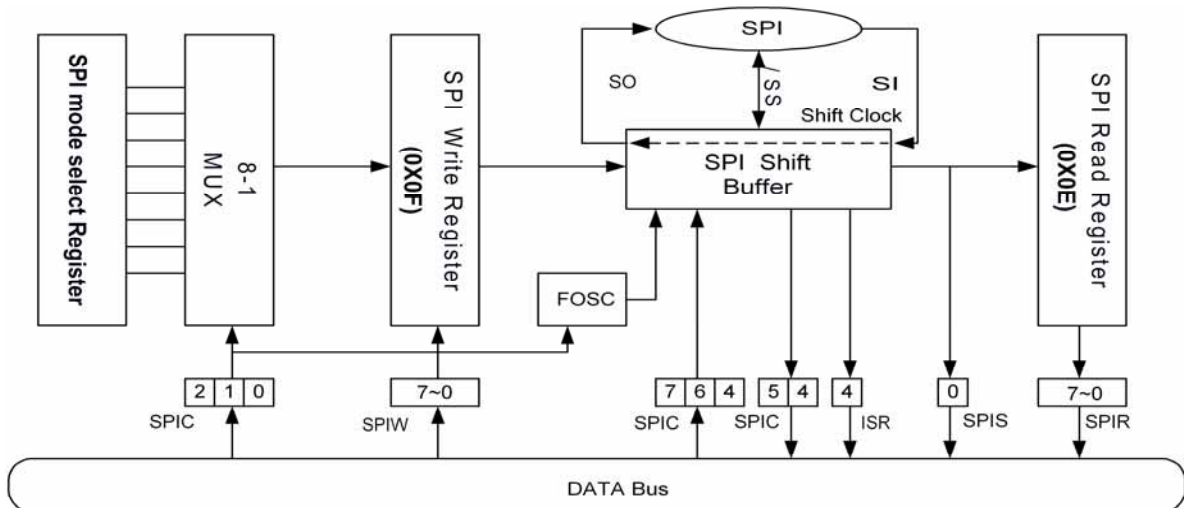 SPI mode select Register
8-1
MUX
SPI Write Register
(0X0F)
SPI
SO
/SS
SI
Shift Clock
SPI Shift
Buffer
SPI Read Register
(0X0E)
FOSC
2 1 0
SPIC
7~0
SPIW
7 6 4
SPIC
5 4
SPIC
4
ISR
0
SPIS
7~0
SPIR
DATA Bus